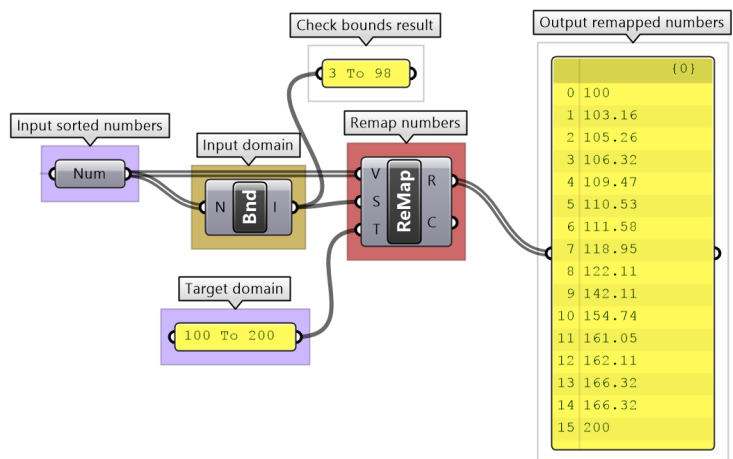 Check bounds result
Output remapped numbers
3 To 98
{0}
0 100
1 103.16
2 105.26
3 106.32
4 109.47
5 110.53
6 111.58
7 118.95
8 122.11
9 142.11
10 154.74
11 161.05
12 162.11
13 166.32
14 166.32
15 200
Input sorted numbers
Input domain
Remap numbers
Num
N Bnd I
V
S
T
ReMap
R
C
Target domain
100 To 200